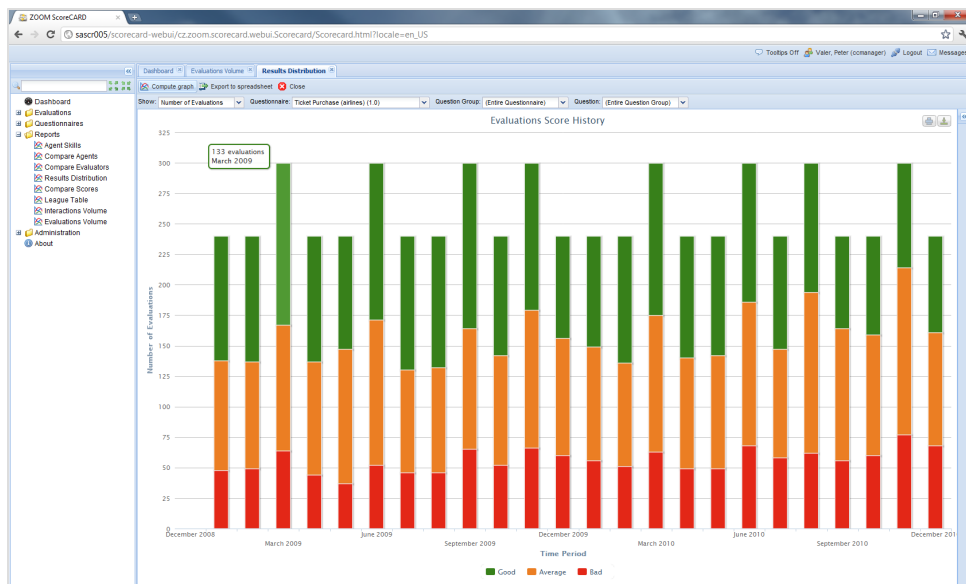 ZOOM ScoreCARD
sascr005/scorecard-webui/cz.zoom.scorecard.webui.Scorecard/Scorecard.html?locale=en_US
Tooltips Off Valer, Peter (ccmanager) Logout Messages
Dashboard Evaluations Volume Results Distribution
Compute graph Export to spreadsheet Close
Show: Number of Evaluations Questionnaire: Ticket Purchase (airlines) (1.0) Question Group: (Entire Questionnaire) Question: (Entire Question Group)
Dashboard
Evaluations
Questionnaires
Reports
Agent Skills
Compare Agents
Compare Evaluators
Results Distribution
Compare Scores
League Table
Interactions Volume
Evaluations Volume
Administration
About
Evaluations Score History
325
300
275
250
225
200
175
150
125
100
75
50
25
0
Number of Evaluations
133 evaluations
March 2009
December 2008 June 2009 December 2009 June 2010 December 201
March 2009 September 2009 March 2010 September 2010
Time Period
Good Average Bad